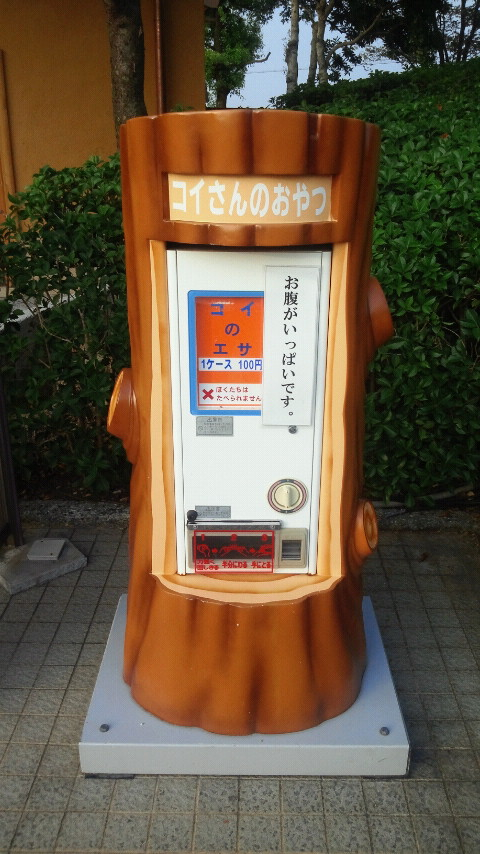 コイさんのおやつ
お腹がいっぱいです。
コイ
の
エサ
1ケース 100円
ぼくたちは
たべられません